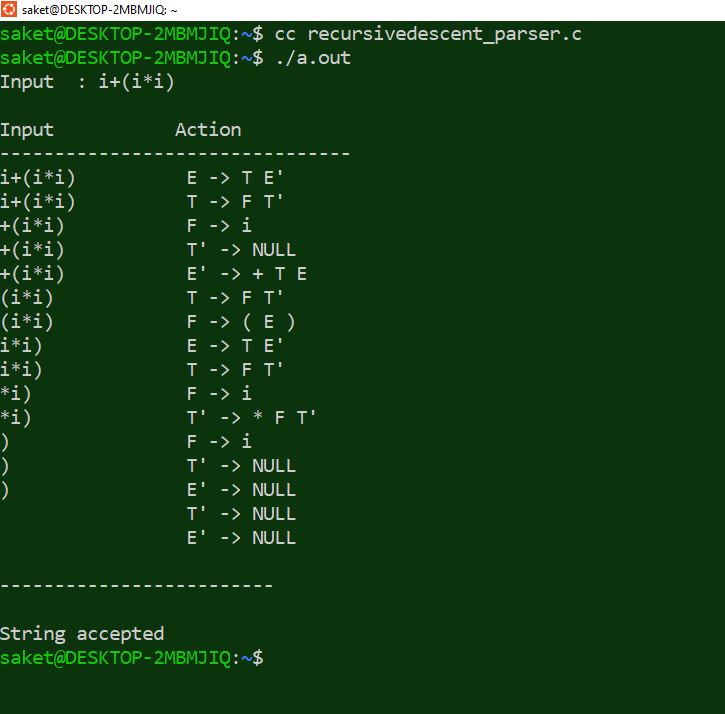 saket@DESKTOP-2MBMJIQ: ~
saket@DESKTOP-2MBMJIQ:~$ cc recursivedescent_parser.c
saket@DESKTOP-2MBMJIQ:~$ ./a.out
Input  : i+(i*i)
Input           Action
--------------------------------
i+(i*i)          E -> T E'
i+(i*i)          T -> F T'
+(i*i)           F -> i
+(i*i)           T' -> NULL
+(i*i)           E' -> + T E
(i*i)            T -> F T'
(i*i)            F -> ( E )
i*i)             E -> T E'
i*i)             T -> F T'
*i)              F -> i
*i)              T' -> * F T'
)                F -> i
)                T' -> NULL
)                E' -> NULL
                 T' -> NULL
                 E' -> NULL
-------------------------
String accepted
saket@DESKTOP-2MBMJIQ:~$